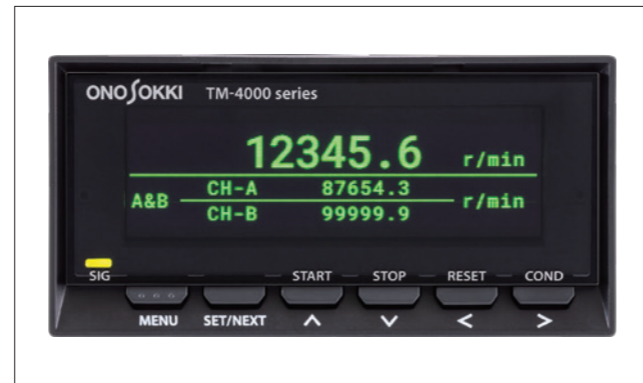 ONO SOKKI TM-4000 series
12345.6 r/min
A&B CH-A 87654.3 r/min
CH-B 99999.9
SIG START STOP RESET COND
MENU SET/NEXT ∧ ∨ < >